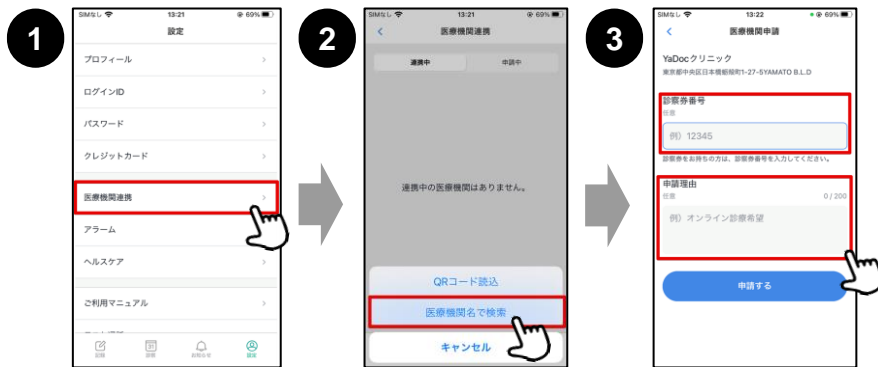 1
SIMなし 13:21 69%
設定
プロフィール
ログインID
パスワード
クレジットカード
医療機関連携
アラーム
ヘルスケア
ご利用マニュアル
記録 診察 お知らせ 設定
2
SIMなし 13:21 69%
医療機関連携
連携中 申請中
連携中の医療機関はありません。
QRコード読込
医療機関名で検索
キャンセル
3
SIMなし 13:22 69%
医療機関申請
YaDocクリニック
東京都中央区日本橋蛎殻町1-27-5YAMATO B.L.D
診察券番号
任意
例）12345
診察券をお持ちの方は、診察券番号を入力してください。
申請理由
任意 0/200
例）オンライン診療希望
申請する